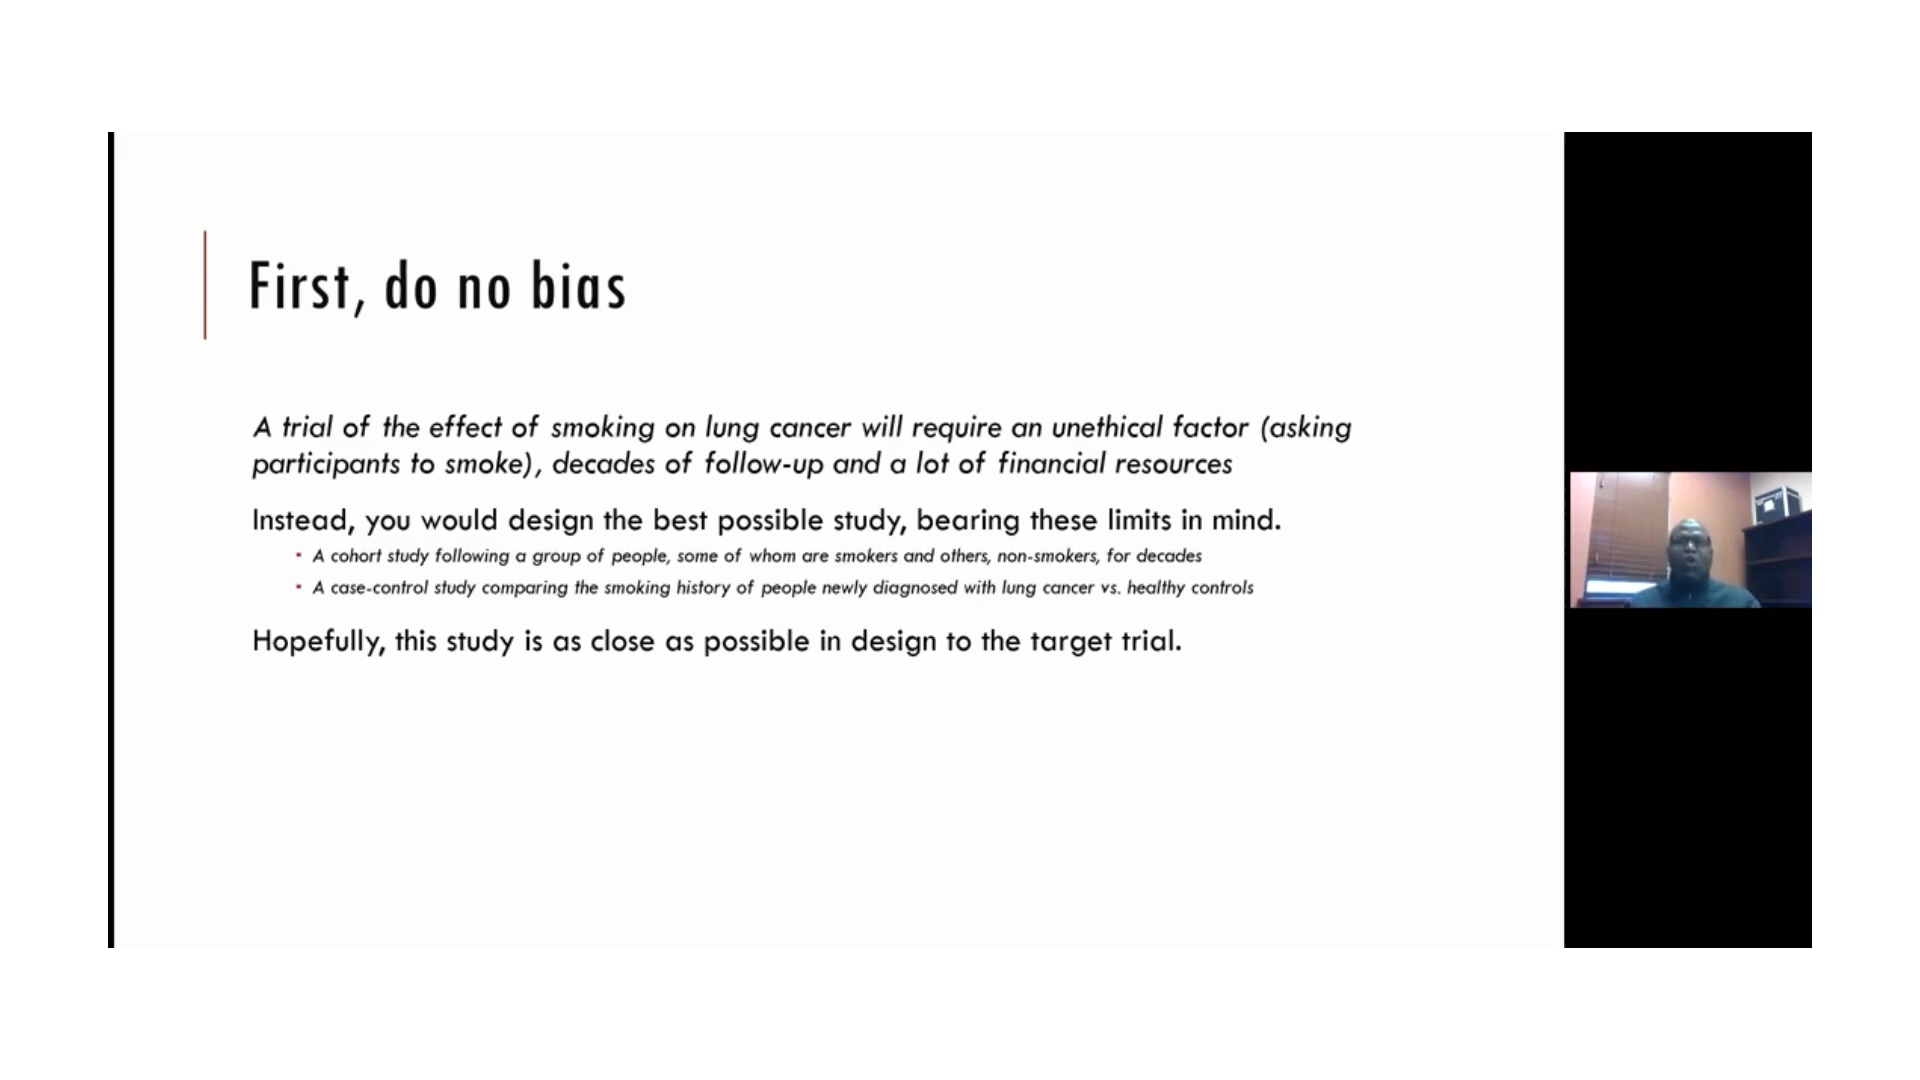 First, do no bias
A trial of the effect of smoking on lung cancer will require an unethical factor (asking
participants to smoke), decades of follow-up and a lot of financial resources
Instead, you would design the best possible study, bearing these limits in mind.
A cohort study following a group of people, some of whom are smokers and others, non-smokers, for decades
A case-control study comparing the smoking history of people newly diagnosed with lung cancer vs. healthy controls
Hopefully, this study is as close as possible in design to the target trial.